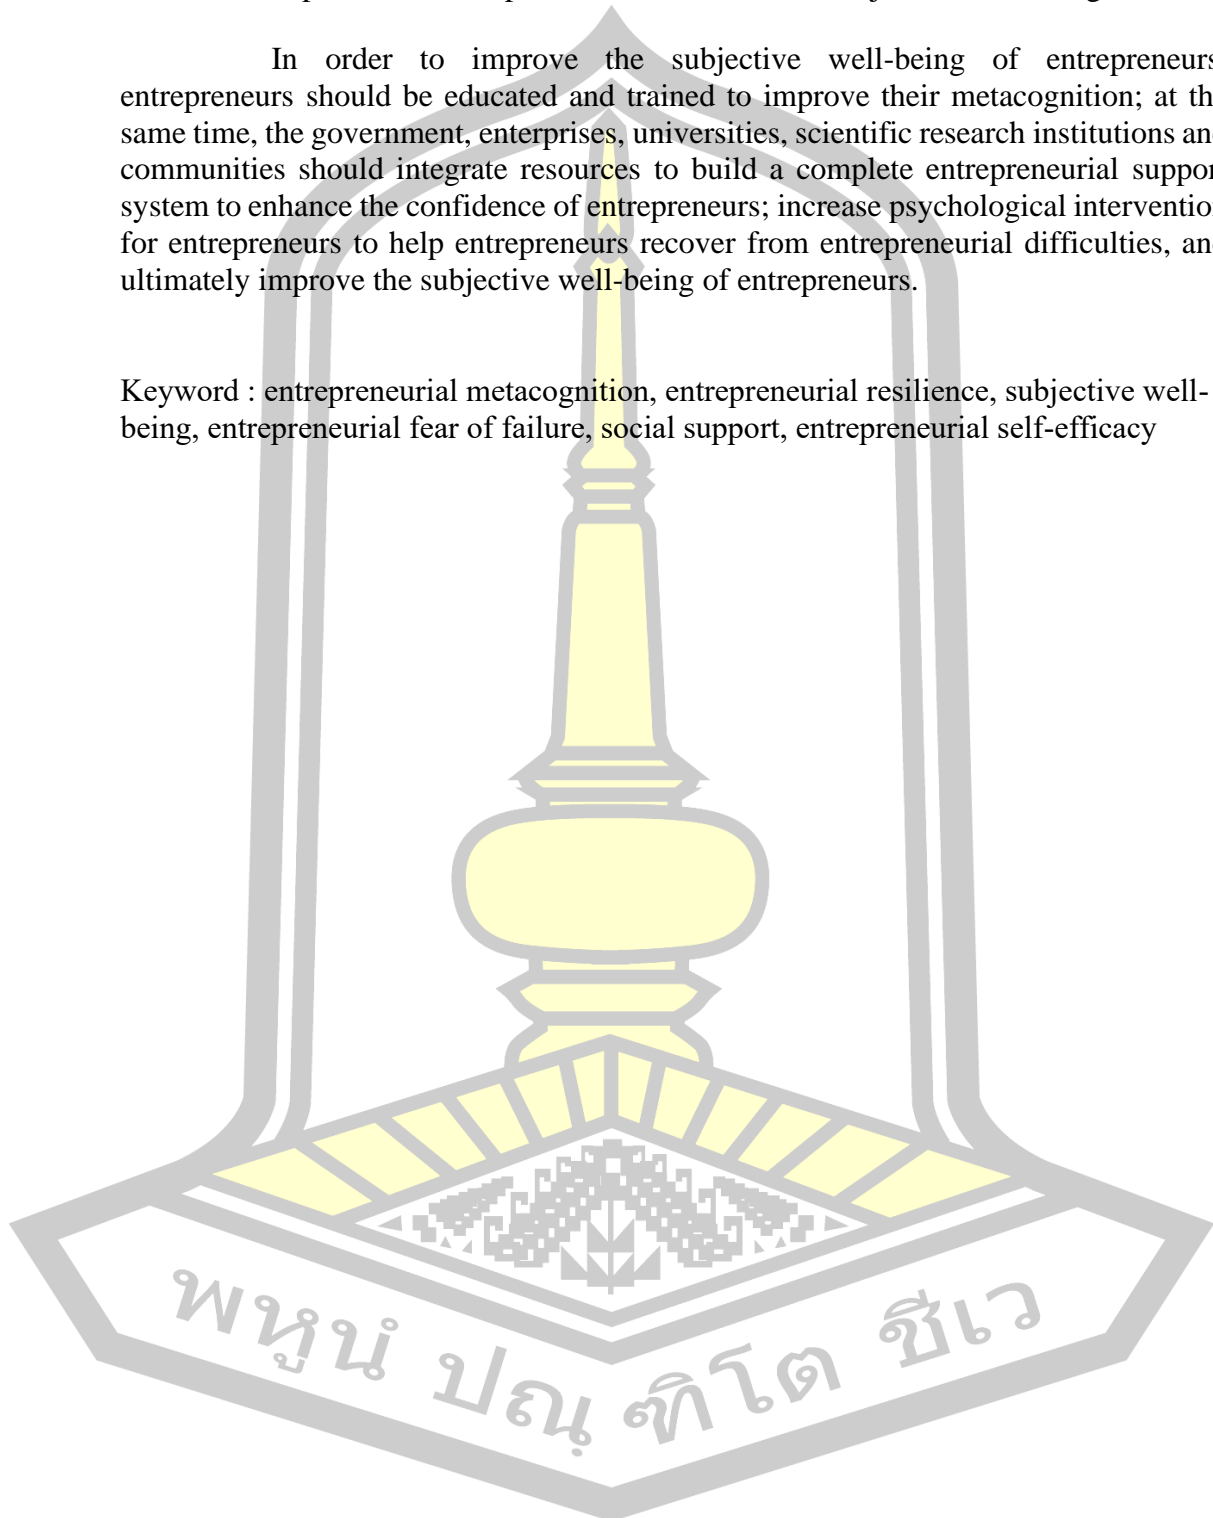 In order to improve the subjective well-being of entrepreneurs
entrepreneurs should be educated and trained to improve their metacognition; at th
same time, the government, enterprises, universities, scientific research institutions an
communities should integrate resources to build a complete entrepreneurial suppor
system to enhance the confidence of entrepreneurs; increase psychological interventio
for entrepreneurs to help entrepreneurs recover from entrepreneurial difficulties, an
ultimately improve the subjective well-being of entrepreneurs.
Keyword : entrepreneurial metacognition, entrepreneurial resilience, subjective well-
being, entrepreneurial fear of failure, social support, entrepreneurial self-efficacy
พหูนํ ปณฺฑิโต ชีเว